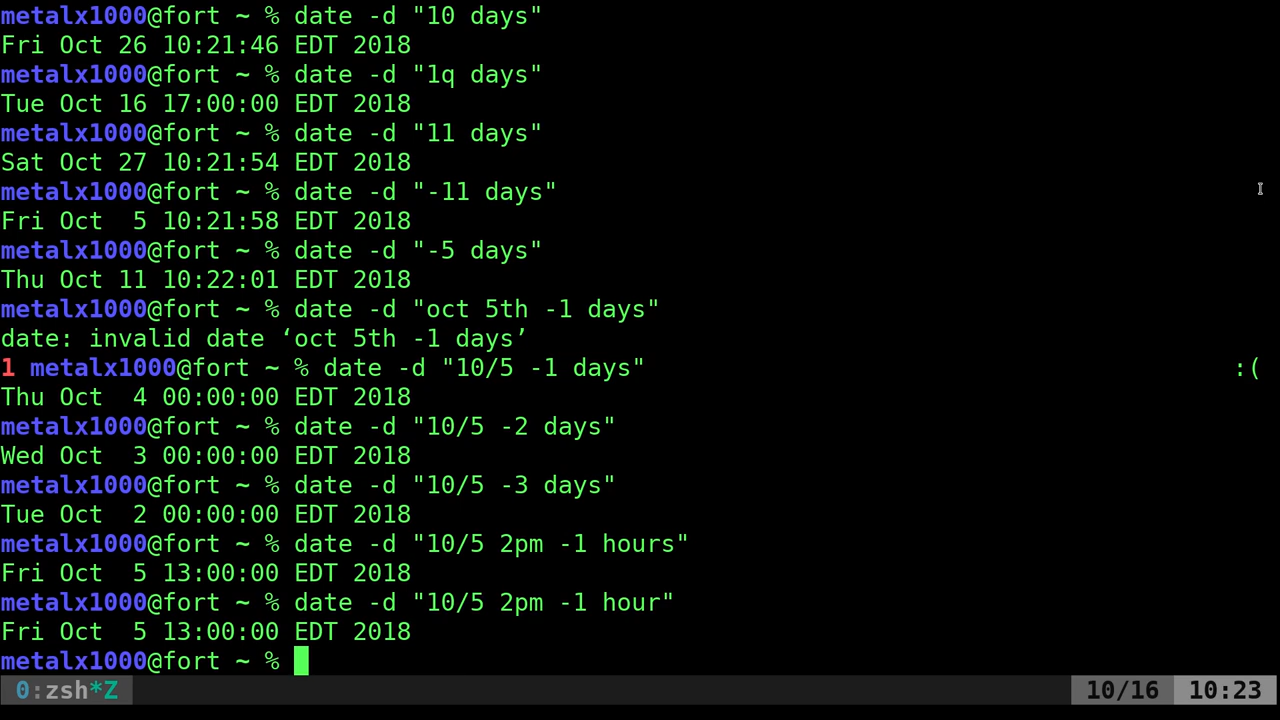 metalx1000@fort ~ % date -d "10 days"
Fri Oct 26 10:21:46 EDT 2018
metalx1000@fort ~ % date -d "1q days"
Tue Oct 16 17:00:00 EDT 2018
metalx1000@fort ~ % date -d "11 days"
Sat Oct 27 10:21:54 EDT 2018
metalx1000@fort ~ % date -d "-11 days"
Fri Oct  5 10:21:58 EDT 2018
metalx1000@fort ~ % date -d "-5 days"
Thu Oct 11 10:22:01 EDT 2018
metalx1000@fort ~ % date -d "oct 5th -1 days"
date: invalid date ‘oct 5th -1 days’
1 metalx1000@fort ~ % date -d "10/5 -1 days" :(
Thu Oct  4 00:00:00 EDT 2018
metalx1000@fort ~ % date -d "10/5 -2 days"
Wed Oct  3 00:00:00 EDT 2018
metalx1000@fort ~ % date -d "10/5 -3 days"
Tue Oct  2 00:00:00 EDT 2018
metalx1000@fort ~ % date -d "10/5 2pm -1 hours"
Fri Oct  5 13:00:00 EDT 2018
metalx1000@fort ~ % date -d "10/5 2pm -1 hour"
Fri Oct  5 13:00:00 EDT 2018
metalx1000@fort ~ %
0:zsh*Z 10/16 10:23